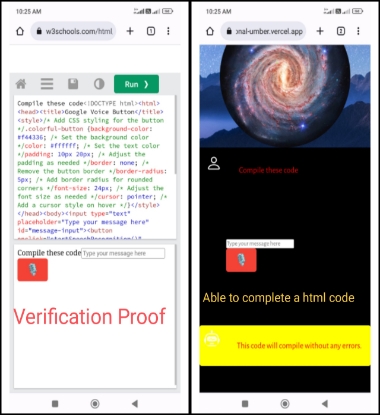 10:25 AM
w3schools.com/html
1
Run ❯
Compile these code<!DOCTYPE html><html>
<head><title>Google Voice Button</title>
<style>/* Add CSS styling for the button
*/.colorful-button {background-color:
#f44336; /* Set the background color
*/color: #ffffff; /* Set the text color
*/padding: 10px 20px; /* Adjust the
padding as needed */border: none; /*
Remove the button border */border-radius:
5px; /* Add border radius for rounded
corners */font-size: 24px; /* Adjust the
font size as needed */cursor: pointer; /*
Add a cursor style on hover */}</style>
</head><body><input type="text"
placeholder="Type your message here"
id="message-input"><button
Compile these code Type your message here
Verification Proof
10:25 AM
onal-umber.vercel.app
2
Compile these code
Type your message here
Able to complete a html code
This code will compile without any errors.